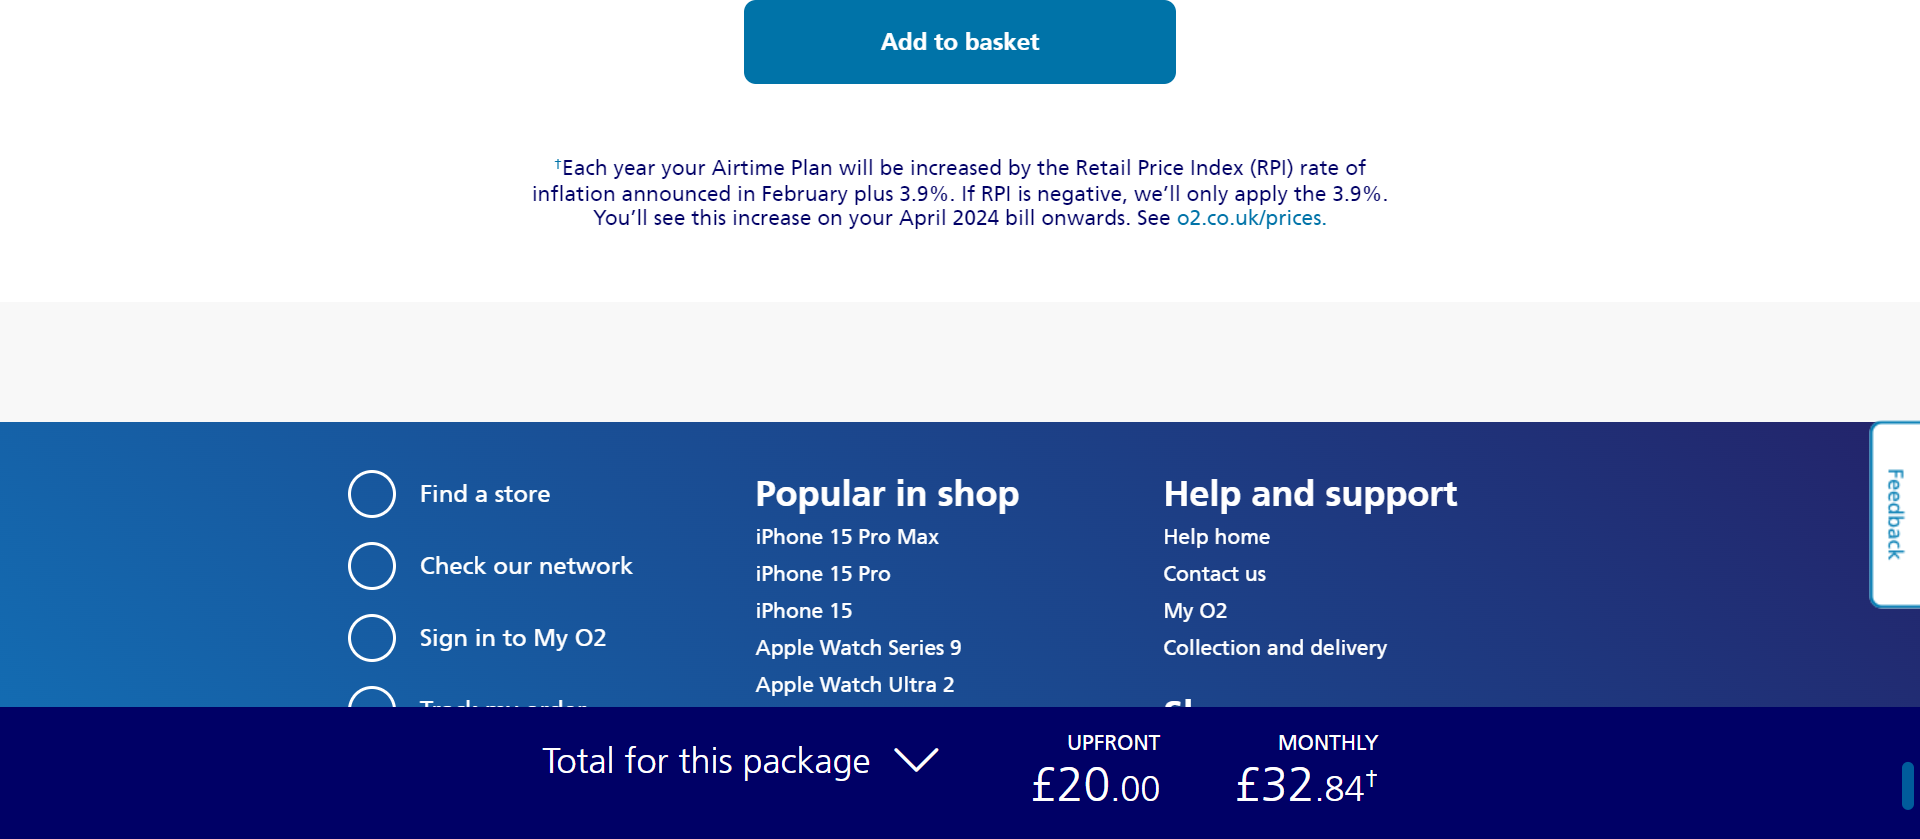 Add to basket
†Each year your Airtime Plan will be increased by the Retail Price Index (RPI) rate of
inflation announced in February plus 3.9%. If RPI is negative, we’ll only apply the 3.9%.
You’ll see this increase on your April 2024 bill onwards. See o2.co.uk/prices.
Find a store
Check our network
Sign in to My O2
Track my order
Popular in shop
iPhone 15 Pro Max
iPhone 15 Pro
iPhone 15
Apple Watch Series 9
Apple Watch Ultra 2
Help and support
Help home
Contact us
My O2
Collection and delivery
Feedback
Total for this package
UPFRONT
£20.00
MONTHLY
£32.84†